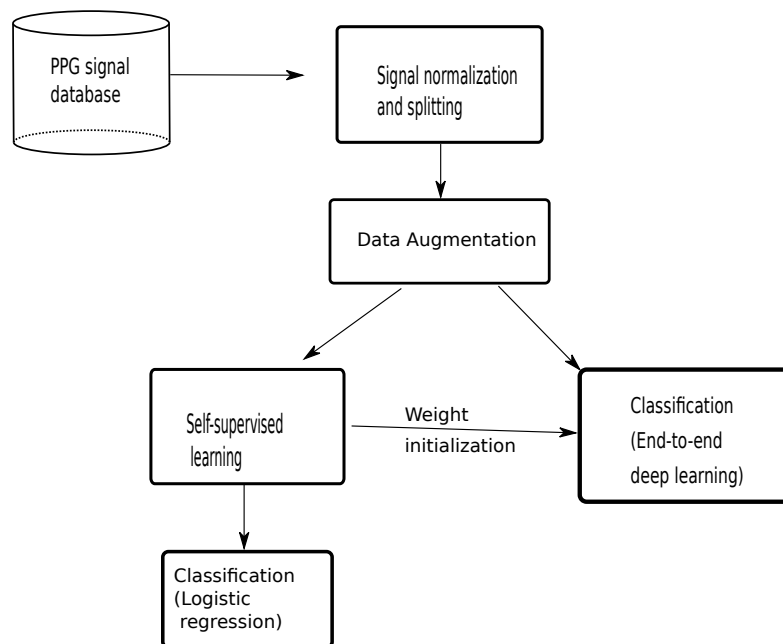 PPG signal
database
Signal normalization
and splitting
Data Augmentation
Self-supervised
learning
Weight
initialization
Classification
(End-to-end
deep learning)
Classification
(Logistic
regression)